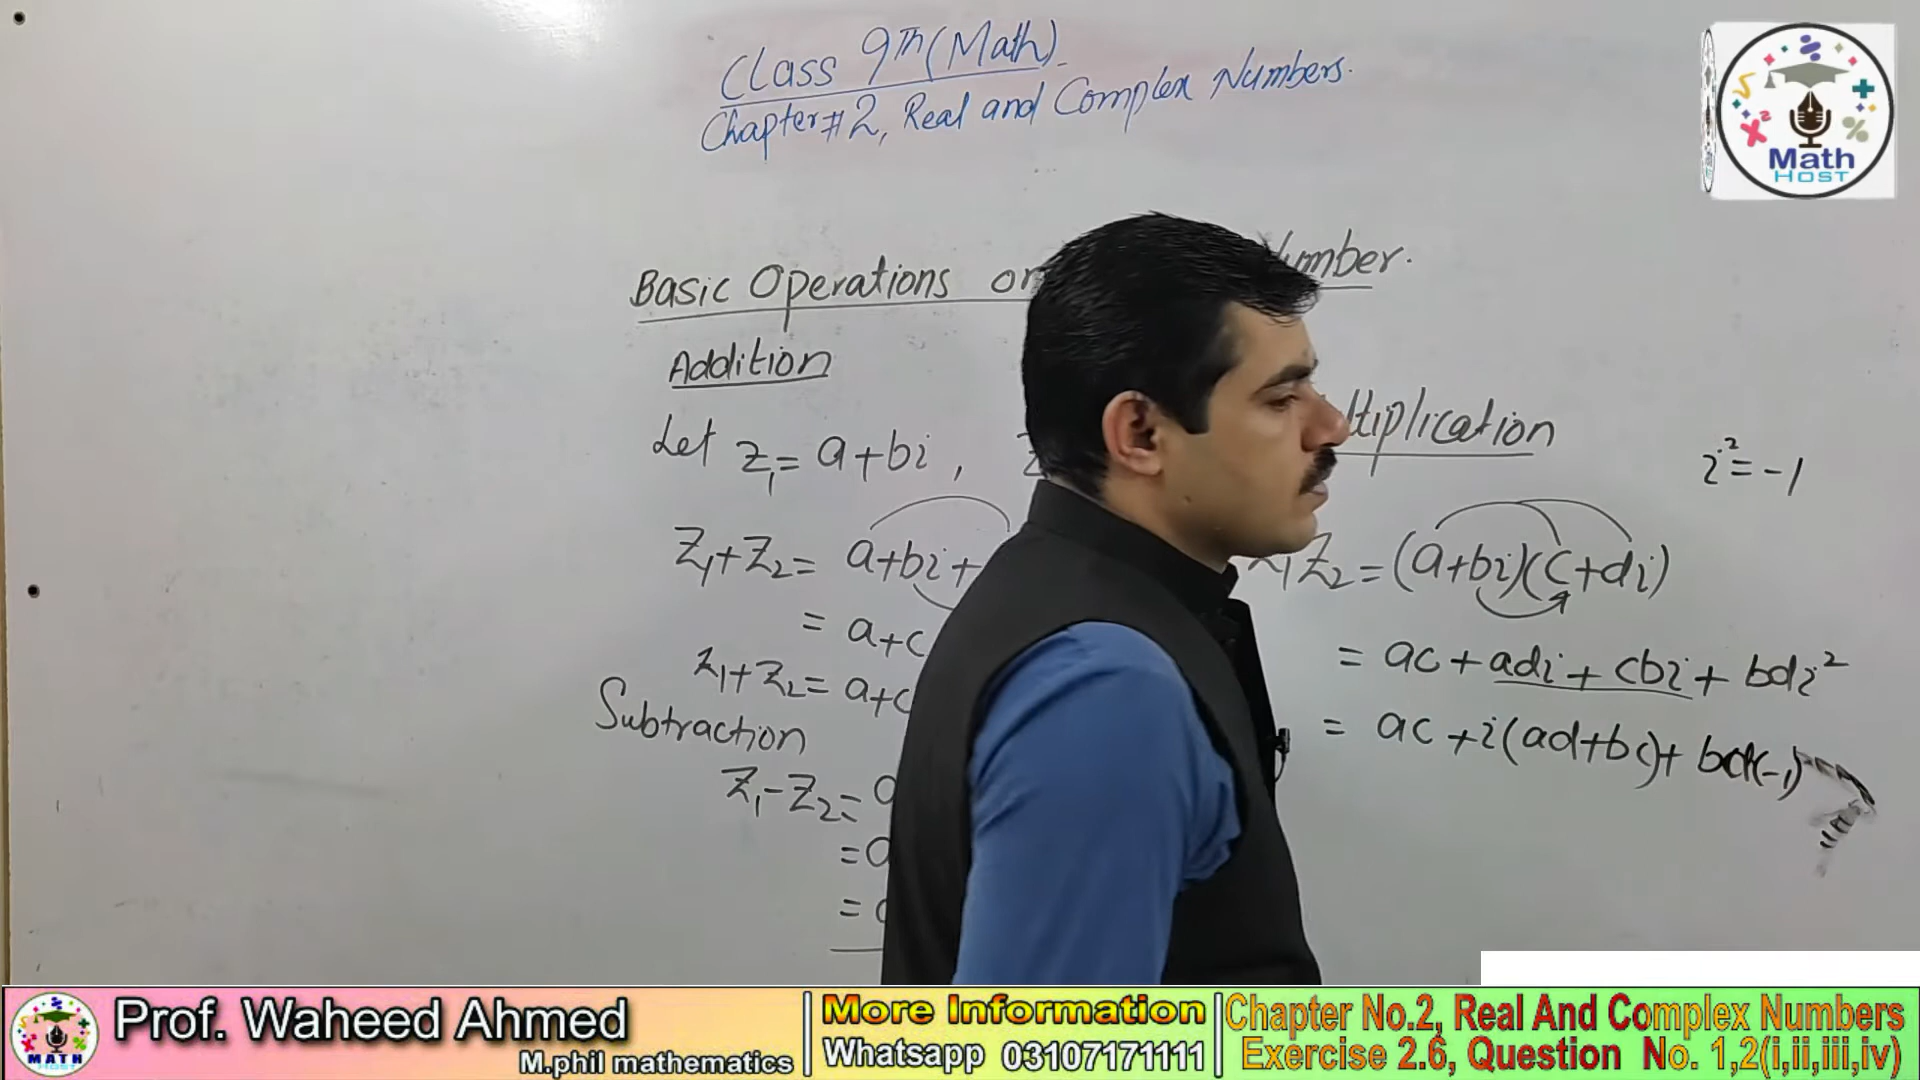 Class 9Th (Math)
Chapter # 2, Real and Complex Numbers.
Math
HOST
Basic Operations
Addition
Let z₁ = a+bi ,
Z₁+Z₂ = a+bi+
= a+c
z₁+z₂ = a+c
Subtraction
Z₁-Z₂ =
=
=
i² = -1
Z₂ = (a+bi)(c+di)
= ac + adi + cbi + bdi²
= ac + i(ad+bc) + bd(-1)
MATH
HOST
Prof. Waheed Ahmed
M.phil mathematics
More Information
Whatsapp 03107171111
Chapter No.2, Real And Complex Numbers
Exercise 2.6, Question No. 1,2(i,ii,iii,iv)